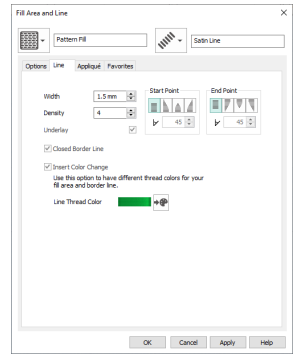 Fill Area and Line
Pattern Fill
Satin Line
Options Line Appliqué Favorites
Width 1.5 mm
Density 4
Underlay
Start Point
45
End Point
45
Closed Border Line
Insert Color Change
Use this option to have different thread colors for your
fill area and border line.
Line Thread Color
OK Cancel Apply Help